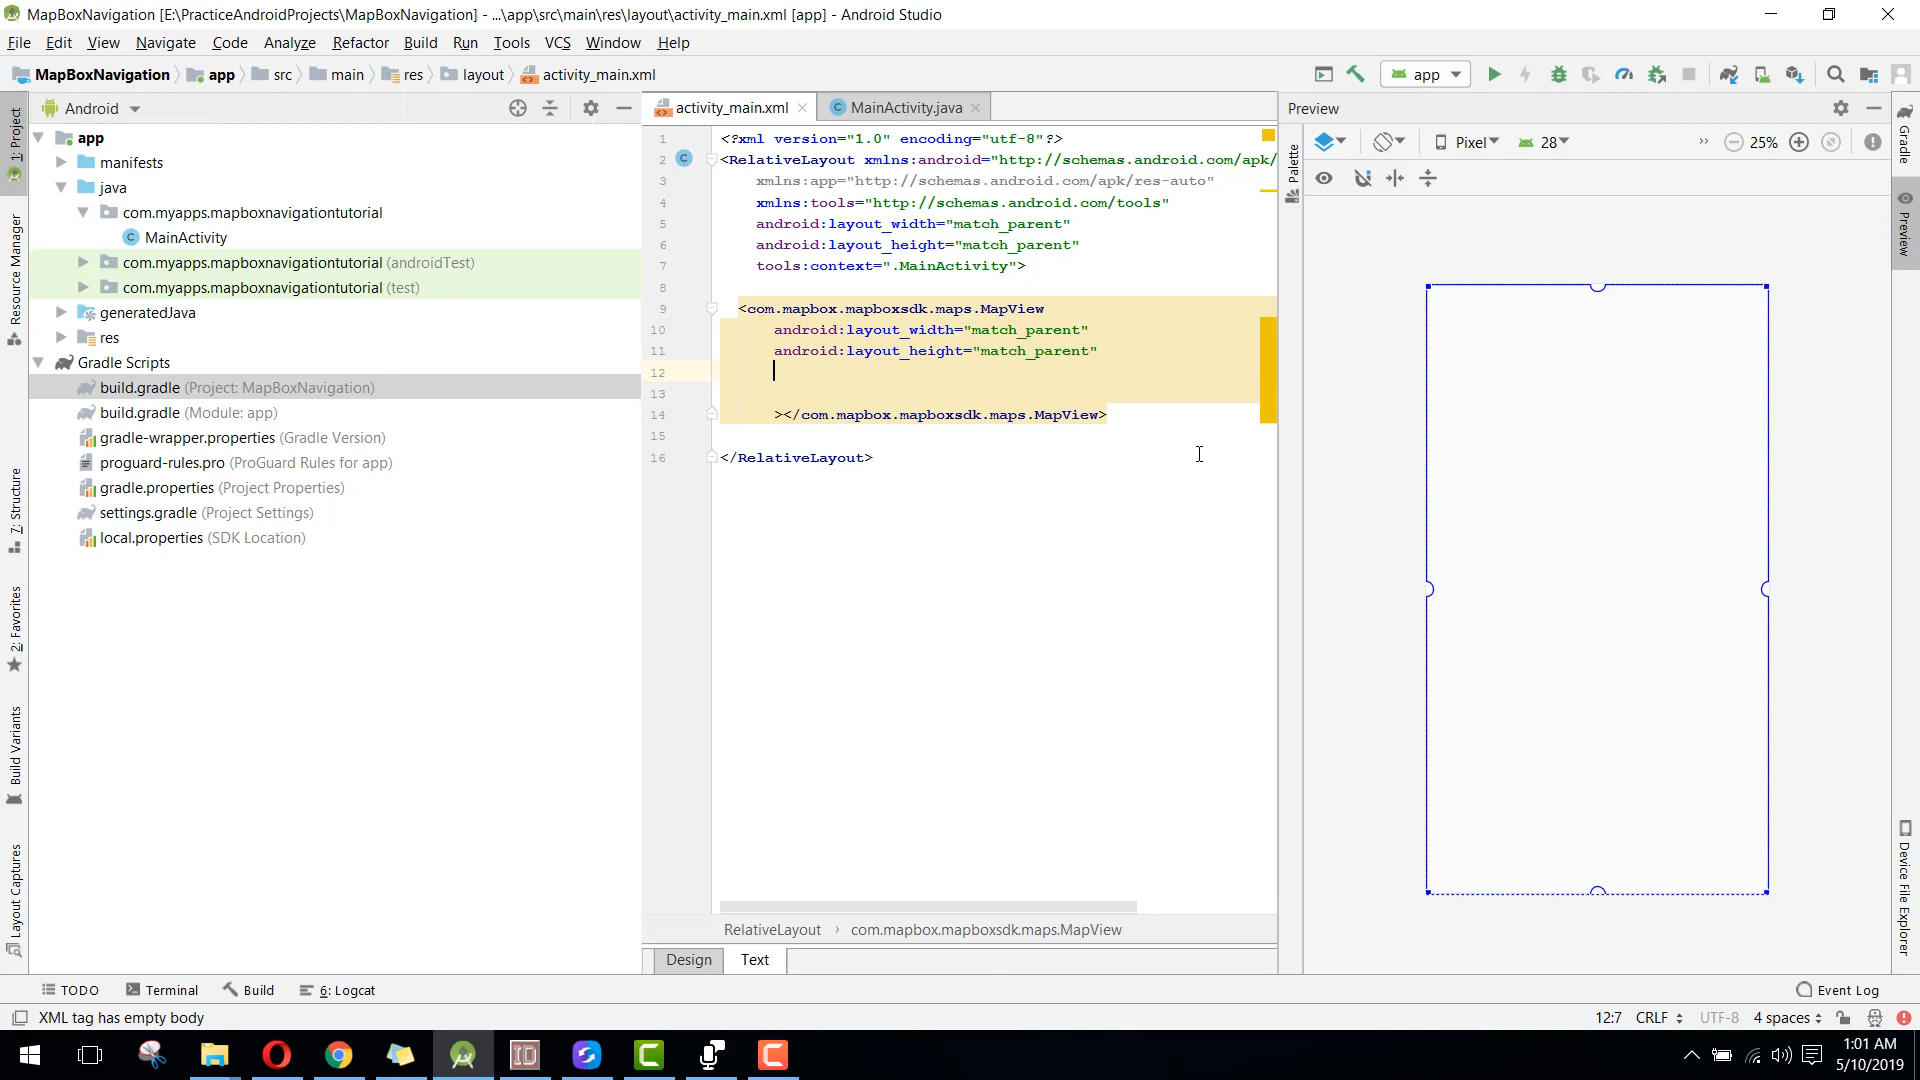 MapBoxNavigation [E:\PracticeAndroidProjects\MapBoxNavigation] - ...\app\src\main\res\layout\activity_main.xml [app] - Android Studio
File Edit View Navigate Code Analyze Refactor Build Run Tools VCS Window Help
MapBoxNavigation app src main res layout activity_main.xml app
Android
app
manifests
java
com.myapps.mapboxnavigationtutorial
MainActivity
com.myapps.mapboxnavigationtutorial (androidTest)
com.myapps.mapboxnavigationtutorial (test)
generatedJava
res
Gradle Scripts
build.gradle (Project: MapBoxNavigation)
build.gradle (Module: app)
gradle-wrapper.properties (Gradle Version)
proguard-rules.pro (ProGuard Rules for app)
gradle.properties (Project Properties)
settings.gradle (Project Settings)
local.properties (SDK Location)
1: Project
Resource Manager
7: Structure
2: Favorites
Build Variants
Layout Captures
activity_main.xml MainActivity.java
1 <?xml version="1.0" encoding="utf-8"?>
2 <RelativeLayout xmlns:android="http://schemas.android.com/apk/
3 xmlns:app="http://schemas.android.com/apk/res-auto"
4 xmlns:tools="http://schemas.android.com/tools"
5 android:layout_width="match_parent"
6 android:layout_height="match_parent"
7 tools:context=".MainActivity">
8
9 <com.mapbox.mapboxsdk.maps.MapView
10 android:layout_width="match_parent"
11 android:layout_height="match_parent"
12
13
14 ></com.mapbox.mapboxsdk.maps.MapView>
15
16 </RelativeLayout>
RelativeLayout › com.mapbox.mapboxsdk.maps.MapView
Design Text
Preview
Palette
Pixel 28 » 25%
Gradle
Preview
Device File Explorer
TODO Terminal Build 6: Logcat Event Log
XML tag has empty body 12:7 CRLF UTF-8 4 spaces
ID
1:01 AM
5/10/2019